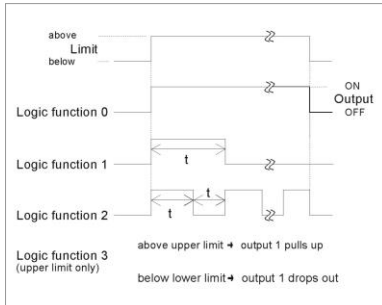 above
Limit
below
ON
Output
OFF
Logic function 0
Logic function 1
t
Logic function 2
t
t
Logic function 3
(upper limit only)
above upper limit → output 1 pulls up
below lower limit → output 1 drops out